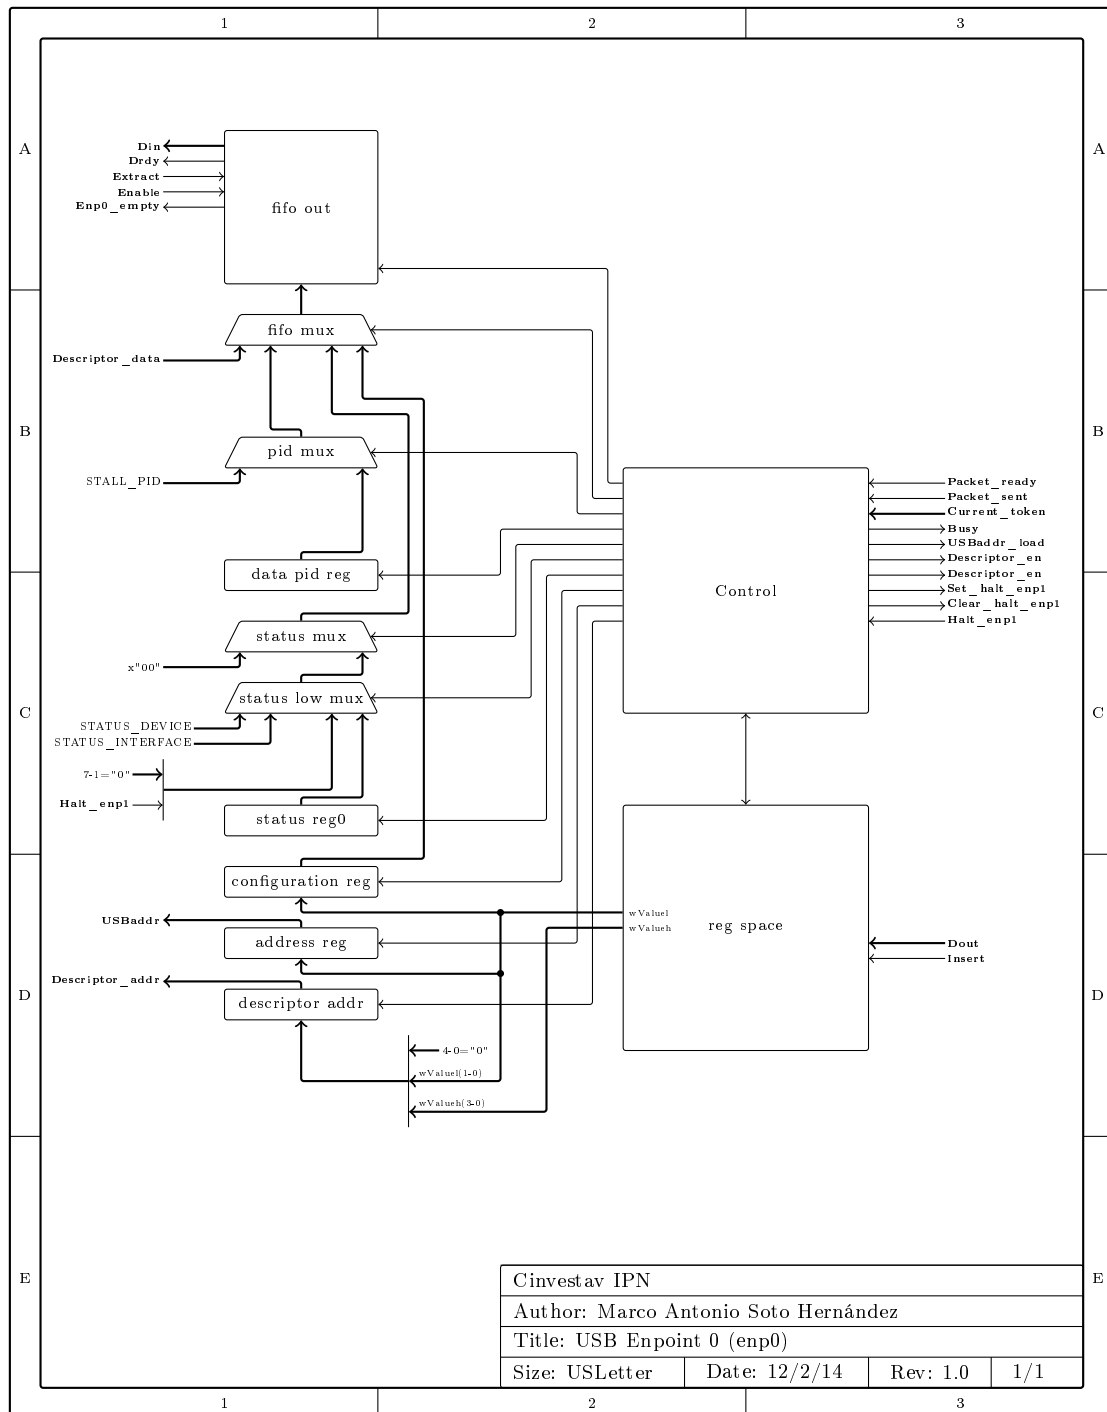 1
2
3
A
A
Din
Drdy
Extract
Enable
Enp0_empty
fifo out
fifo mux
Descriptor_data
B
B
pid mux
STALL_PID
Packet_ready
Packet_sent
Current_token
Busy
USBaddr_load
Descriptor_en
Descriptor_en
Set_halt_enp1
Clear_halt_enp1
Halt_enp1
data pid reg
Control
status mux
x"00"
status low mux
C
C
STATUS_DEVICE
STATUS_INTERFACE
7-1="0"
Halt_enp1
status reg0
configuration reg
wValuel
USBaddr
wValueh
reg space
address reg
Dout
Insert
Descriptor_addr
D
D
descriptor addr
4-0="0"
wValuel(1-0)
wValueh(3-0)
E
E
Cinvestav IPN
Author: Marco Antonio Soto Hernández
Title: USB Enpoint 0 (enp0)
Size: USLetter
Date: 12/2/14
Rev: 1.0
1/1
1
2
3